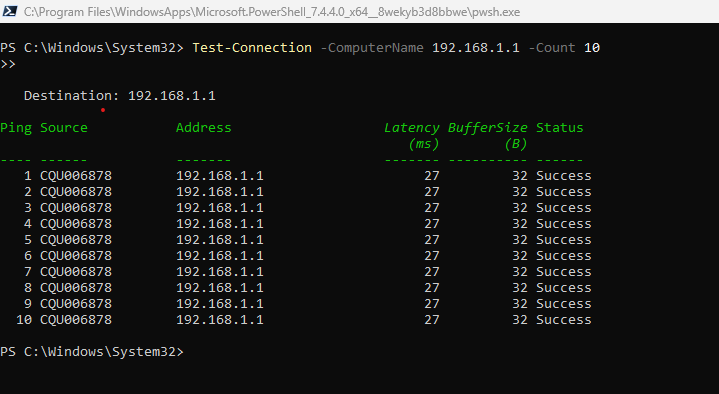 C:\Program Files\WindowsApps\Microsoft.PowerShell_7.4.4.0_x64__8wekyb3d8bbwe\pwsh.exe
PS C:\Windows\System32> Test-Connection -ComputerName 192.168.1.1 -Count 10
>>
Destination: 192.168.1.1
Ping Source Address Latency BufferSize Status
(ms) (B)
---- ------ ------- ------- ---------- ------
1 CQU006878 192.168.1.1 27 32 Success
2 CQU006878 192.168.1.1 27 32 Success
3 CQU006878 192.168.1.1 27 32 Success
4 CQU006878 192.168.1.1 27 32 Success
5 CQU006878 192.168.1.1 27 32 Success
6 CQU006878 192.168.1.1 27 32 Success
7 CQU006878 192.168.1.1 27 32 Success
8 CQU006878 192.168.1.1 27 32 Success
9 CQU006878 192.168.1.1 27 32 Success
10 CQU006878 192.168.1.1 27 32 Success
PS C:\Windows\System32>